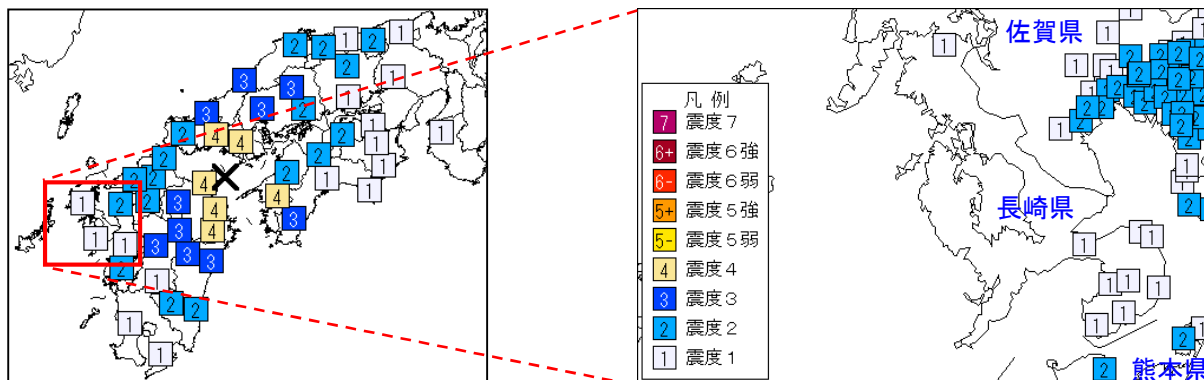 佐賀県
長崎県
熊本県
凡 例
7 震度７
6+ 震度６強
6- 震度６弱
5+ 震度５強
5- 震度５弱
4 震度４
3 震度３
2 震度２
1 震度１